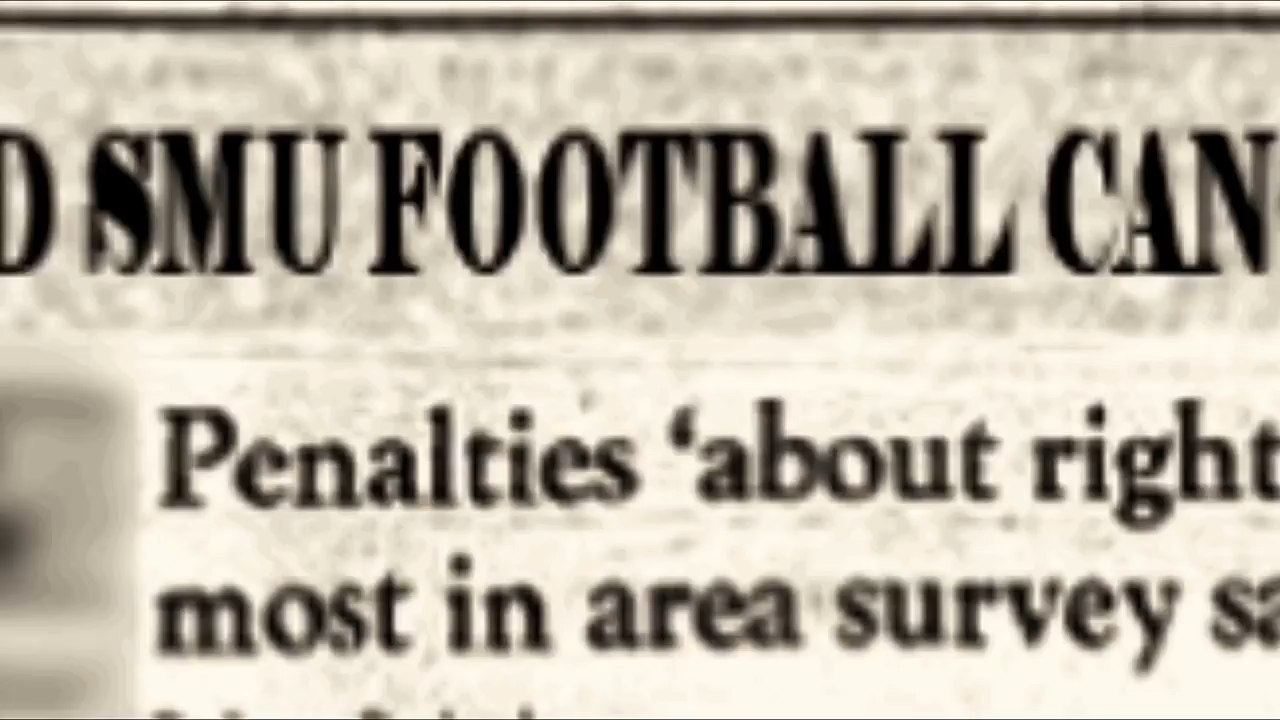 D SMU FOOTBALL CAN
Penalties ‘about right
most in area survey sa